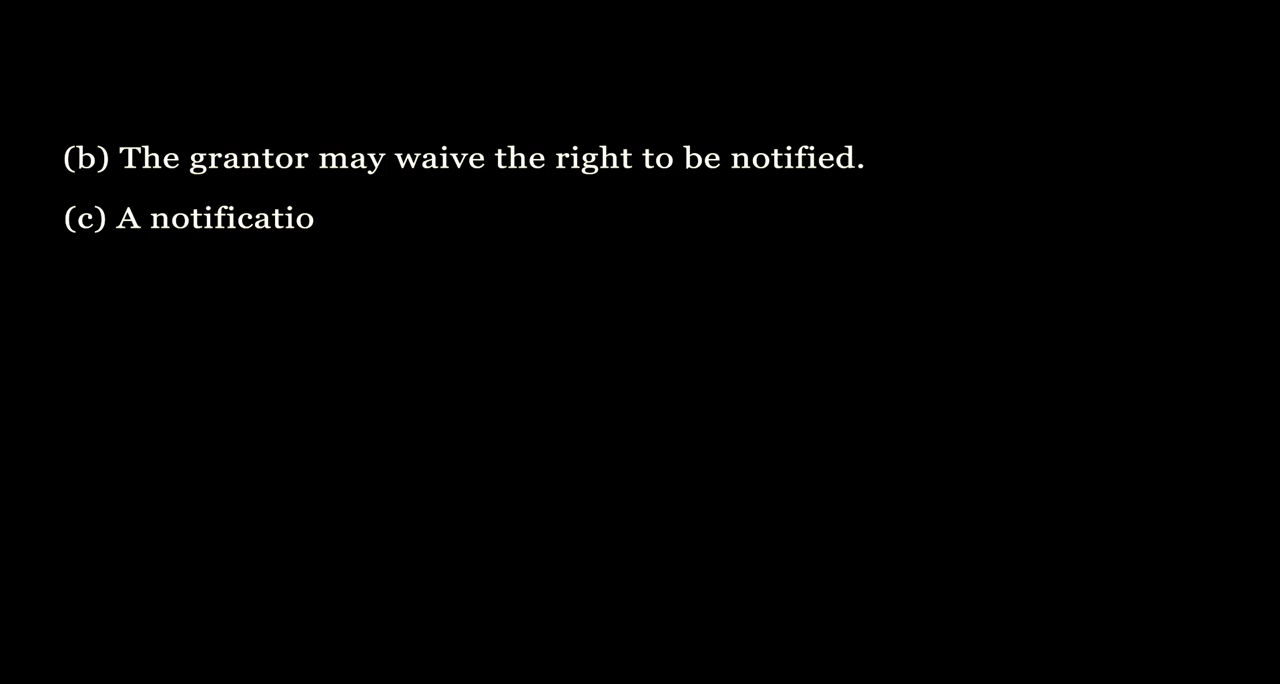 (b) The grantor may waive the right to be notified.
(c) A notificatio